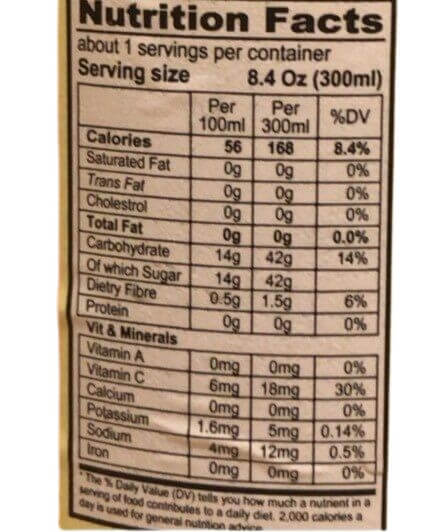 Nutrition Facts
about 1 servings per container
Serving size 8.4 Oz (300ml)
Per 100ml Per 300ml %DV
Calories 56 168 8.4%
Saturated Fat 0g 0g 0%
Trans Fat 0g 0g 0%
Cholestrol 0g 0g 0%
Total Fat 0g 0g 0.0%
Carbohydrate 14g 42g 14%
Of which Sugar 14g 42g
Dietry Fibre 0.5g 1.5g 6%
Protein 0g 0g 0%
Vit & Minerals
Vitamin A 0mg 0mg 0%
Vitamin C 6mg 18mg 30%
Calcium 0mg 0mg 0%
Potassium 1.6mg 5mg 0.14%
Sodium 4mg 12mg 0.5%
Iron 0mg 0mg 0%
*The % Daily Value (DV) tells you how much a nutrient in a
serving of food contributes to a daily diet. 2,000 calories a
day is used for general nutrition advice